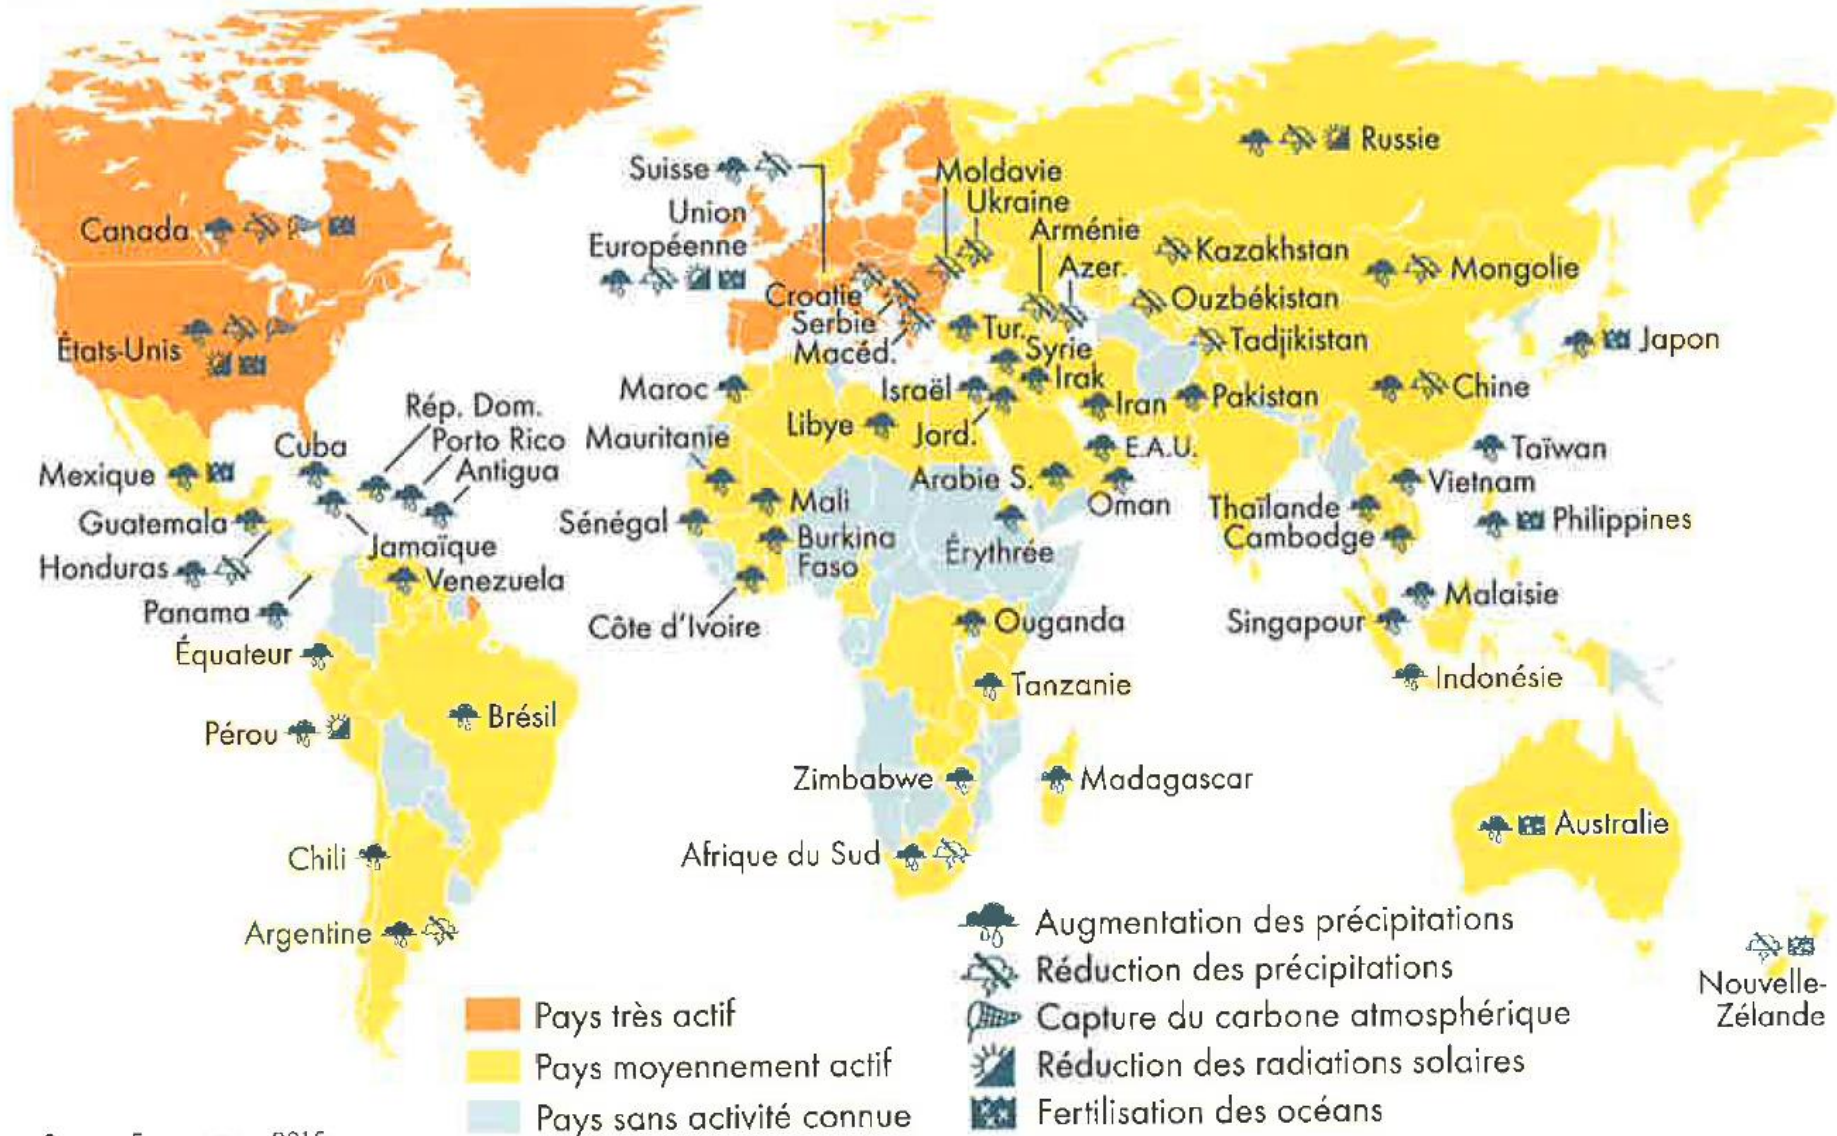 Russie
Suisse
Moldavie
Union
Européenne
Ukraine
Canada
Arménie
Kazakhstan
Azer.
Mongolie
Croatie
Ouzbékistan
États-Unis
Serbie
Tur.
Tadjikistan
Japon
Macéd.
Syrie
Maroc
Israël
Irak
Chine
Iran
Pakistan
Rép. Dom.
Porto Rico
Antigua
Cuba
Mauritanie
Libye
Jord.
E.A.U.
Taïwan
Mexique
Arabie S.
Oman
Vietnam
Guatemala
Sénégal
Mali
Thaïlande
Philippines
Cambodge
Jamaïque
Burkina
Faso
Érythrée
Honduras
Venezuela
Malaisie
Panama
Côte d'Ivoire
Ouganda
Singapour
Équateur
Tanzanie
Indonésie
Pérou
Brésil
Zimbabwe
Madagascar
Australie
Chili
Afrique du Sud
Argentine
Nouvelle-
Zélande
Pays très actif
Pays moyennement actif
Pays sans activité connue
Augmentation des précipitations
Réduction des précipitations
Capture du carbone atmosphérique
Réduction des radiations solaires
Fertilisation des océans